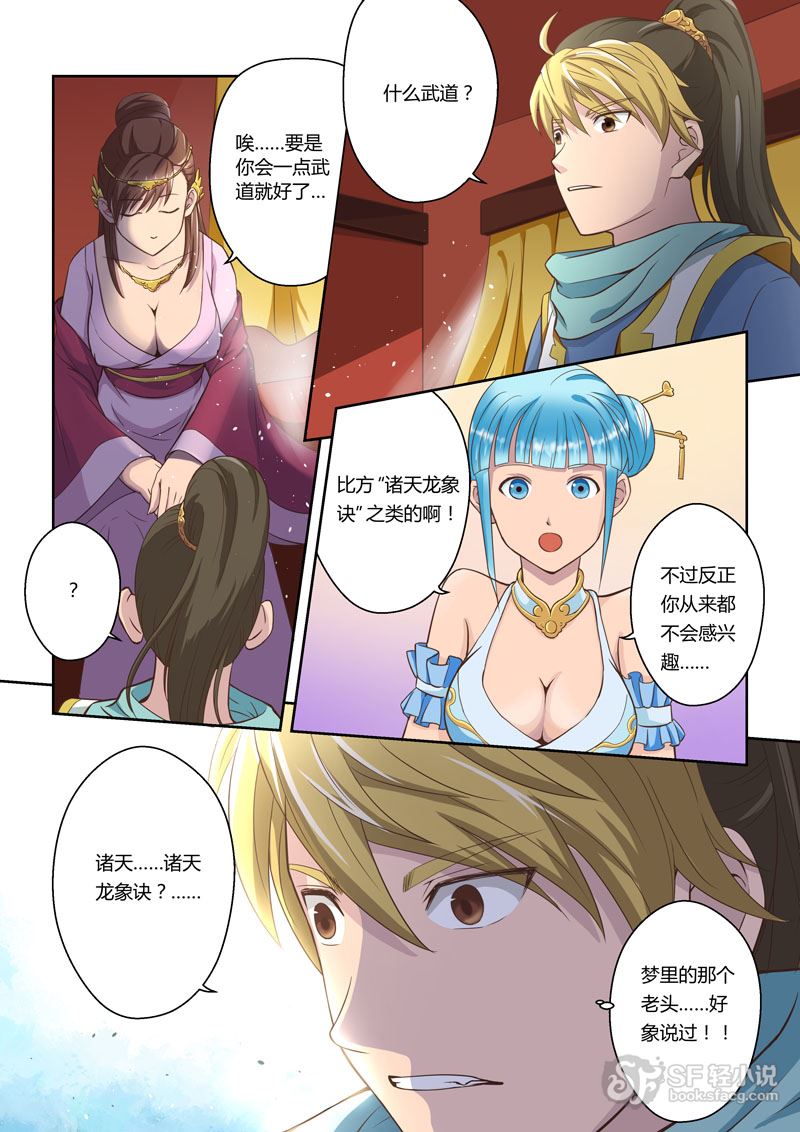 唉……要是
你会一点武
道就好了…
什么武道？
？
比方“诸天龙象
诀”之类的啊！
不过反正
你从来都
不会感兴
趣……
诸天……诸天
龙象诀？……
梦里的那个
老头……好
象说过！！
SF轻小说
books.sfacg.com